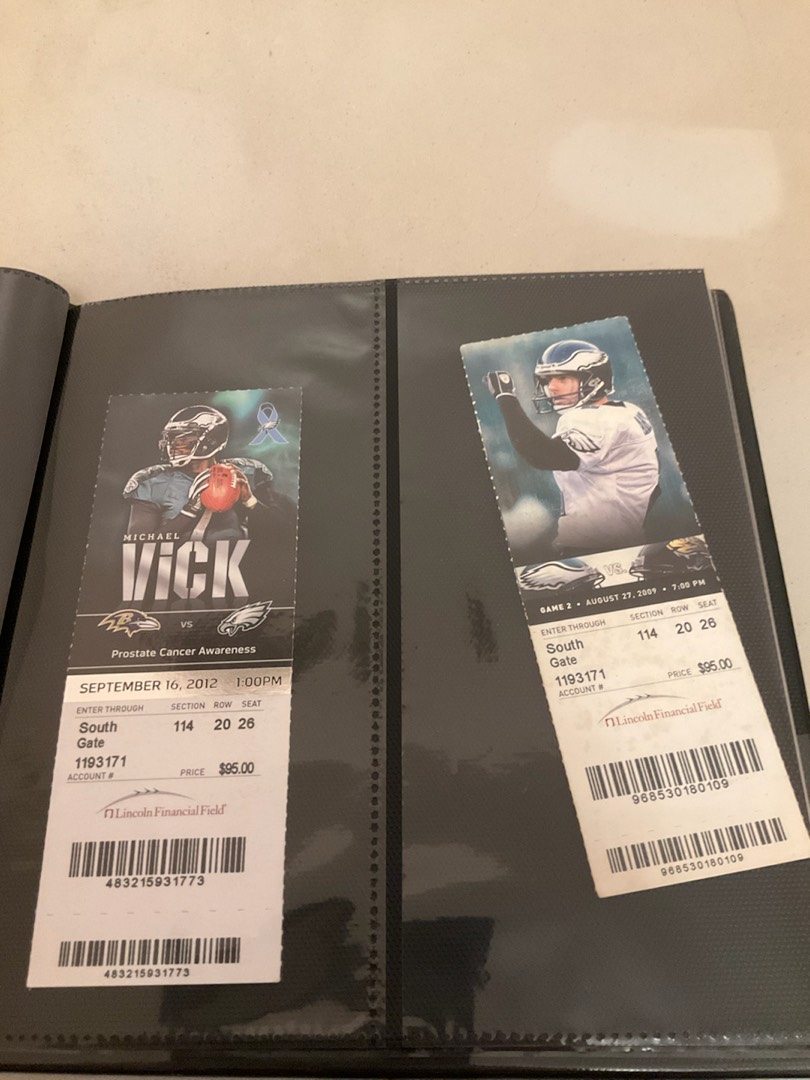 MICHAEL
ViCK
VS
Prostate Cancer Awareness
SEPTEMBER 16, 2012 1:00PM
ENTER THROUGH SECTION ROW SEAT
South 114 20 26
Gate
1193171
ACCOUNT # PRICE $95.00
Lincoln Financial Field
483215931773
483215931773
VS.
GAME 2 • AUGUST 27, 2009 • 7:00 PM
ENTER THROUGH SECTION ROW SEAT
South 114 20 26
Gate
1193171
ACCOUNT # PRICE $95.00
Lincoln Financial Field
968530180109
968530180109